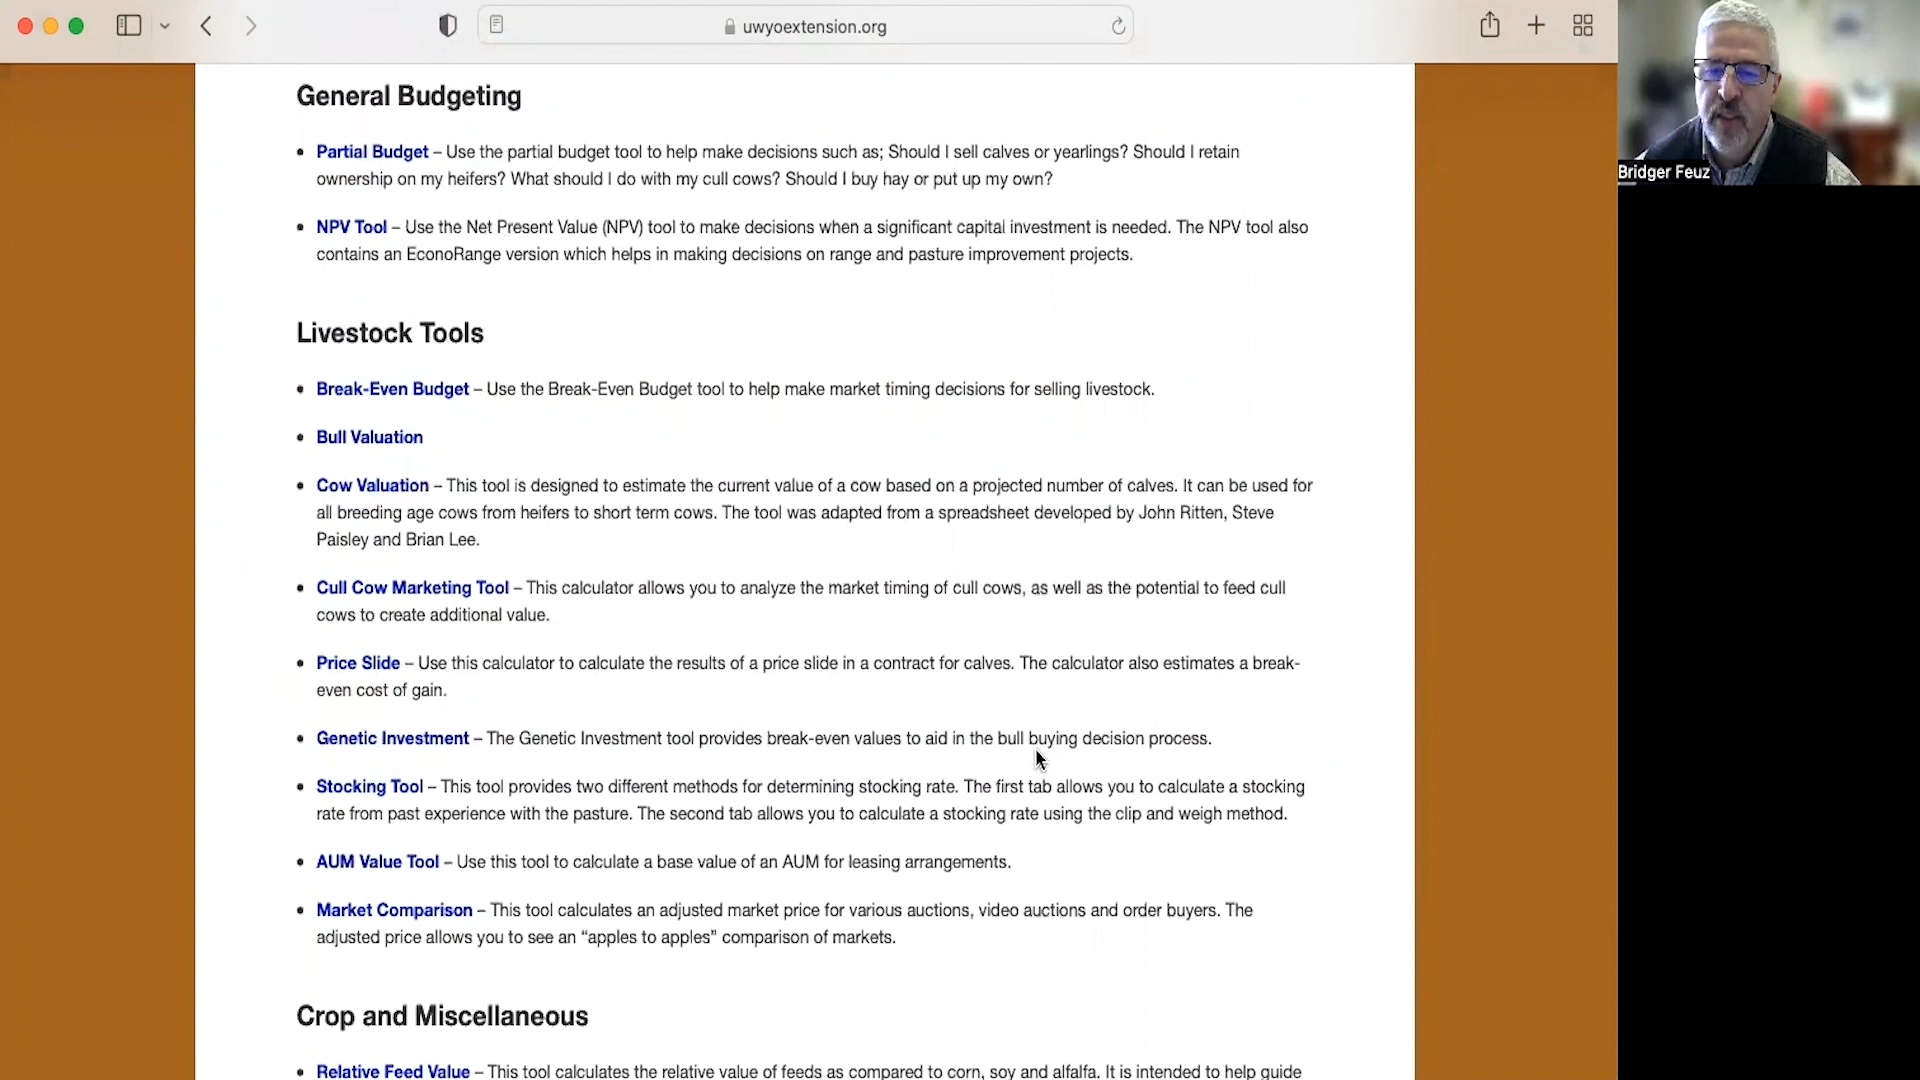 uwyoextension.org
Bridger Feuz
General Budgeting
• Partial Budget – Use the partial budget tool to help make decisions such as; Should I sell calves or yearlings? Should I retain
ownership on my heifers? What should I do with my cull cows? Should I buy hay or put up my own?
• NPV Tool – Use the Net Present Value (NPV) tool to make decisions when a significant capital investment is needed. The NPV tool also
contains an EconoRange version which helps in making decisions on range and pasture improvement projects.
Livestock Tools
• Break-Even Budget – Use the Break-Even Budget tool to help make market timing decisions for selling livestock.
• Bull Valuation
• Cow Valuation – This tool is designed to estimate the current value of a cow based on a projected number of calves. It can be used for
all breeding age cows from heifers to short term cows. The tool was adapted from a spreadsheet developed by John Ritten, Steve
Paisley and Brian Lee.
• Cull Cow Marketing Tool – This calculator allows you to analyze the market timing of cull cows, as well as the potential to feed cull
cows to create additional value.
• Price Slide – Use this calculator to calculate the results of a price slide in a contract for calves. The calculator also estimates a break-
even cost of gain.
• Genetic Investment – The Genetic Investment tool provides break-even values to aid in the bull buying decision process.
• Stocking Tool – This tool provides two different methods for determining stocking rate. The first tab allows you to calculate a stocking
rate from past experience with the pasture. The second tab allows you to calculate a stocking rate using the clip and weigh method.
• AUM Value Tool – Use this tool to calculate a base value of an AUM for leasing arrangements.
• Market Comparison – This tool calculates an adjusted market price for various auctions, video auctions and order buyers. The
adjusted price allows you to see an “apples to apples” comparison of markets.
Crop and Miscellaneous
• Relative Feed Value – This tool calculates the relative value of feeds as compared to corn, soy and alfalfa. It is intended to help guide